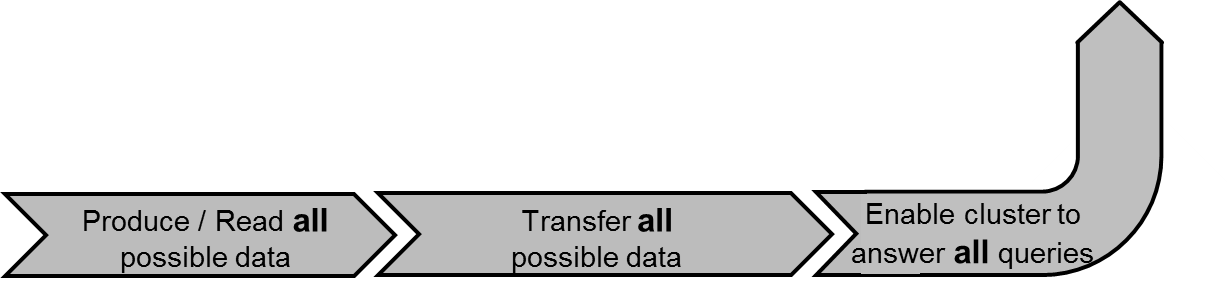 Produce / Read all
possible data
Transfer all
possible data
Enable cluster to
answer all queries